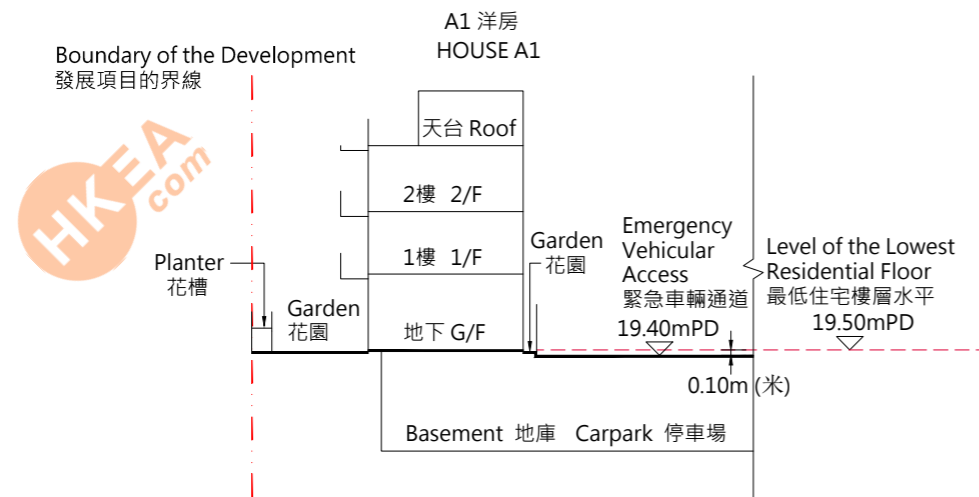 A1 洋房
HOUSE A1
Boundary of the Development
發展項目的界線
天台 Roof
HKEA
com
2樓 2/F
Planter
花槽
Garden
花園
1樓 1/F
Garden
花園
Emergency
Vehicular
Access
緊急車輛通道
19.40mPD
Level of the Lowest
Residential Floor
最低住宅樓層水平
19.50mPD
地下 G/F
0.10m (米)
Basement 地庫 Carpark 停車場